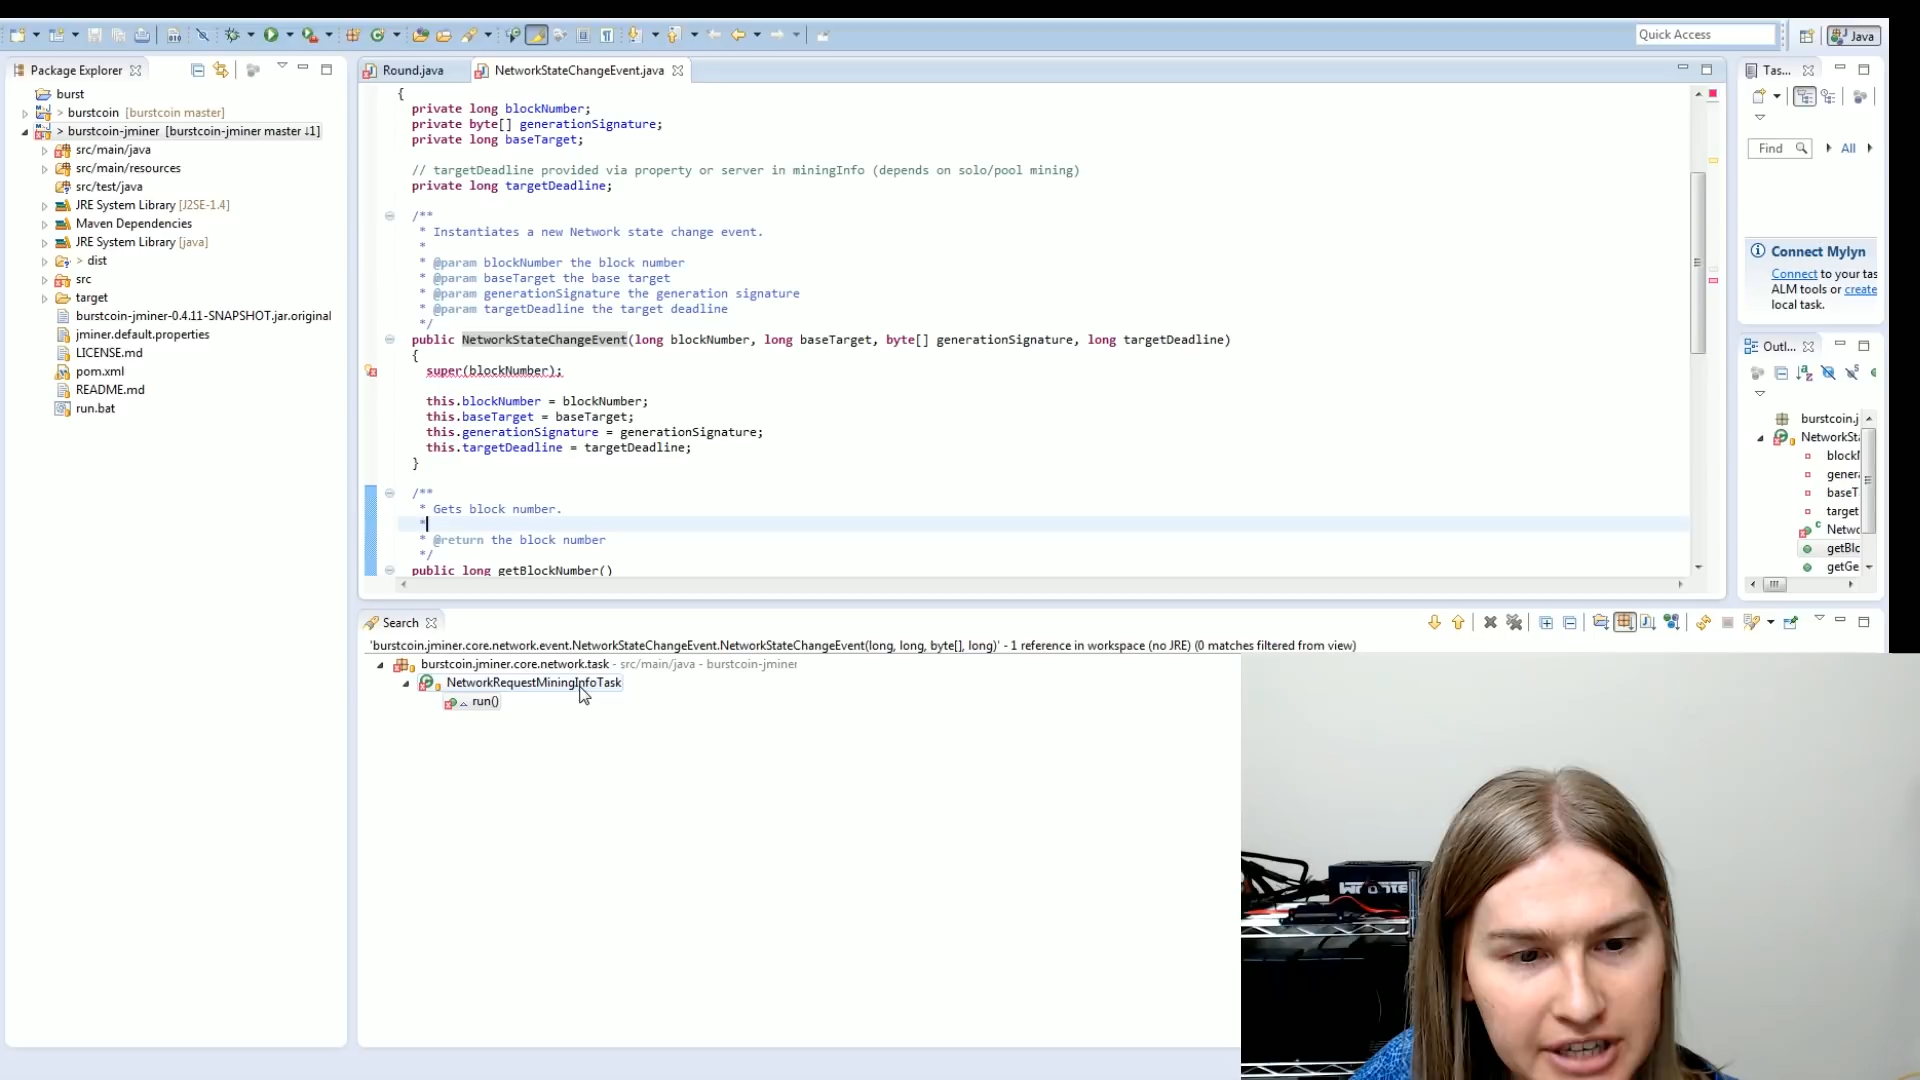 Quick Access
Java
Package Explorer
burst
> burstcoin [burstcoin master]
> burstcoin-jminer [burstcoin-jminer master ↓1]
src/main/java
src/main/resources
src/test/java
JRE System Library [J2SE-1.4]
Maven Dependencies
JRE System Library [java]
> dist
src
target
burstcoin-jminer-0.4.11-SNAPSHOT.jar.original
jminer.default.properties
LICENSE.md
pom.xml
README.md
run.bat
Round.java
NetworkStateChangeEvent.java
{
private long blockNumber;
private byte[] generationSignature;
private long baseTarget;
// targetDeadline provided via property or server in miningInfo (depends on solo/pool mining)
private long targetDeadline;
/**
* Instantiates a new Network state change event.
*
* @param blockNumber the block number
* @param baseTarget the base target
* @param generationSignature the generation signature
* @param targetDeadline the target deadline
*/
public NetworkStateChangeEvent(long blockNumber, long baseTarget, byte[] generationSignature, long targetDeadline)
{
super(blockNumber);
this.blockNumber = blockNumber;
this.baseTarget = baseTarget;
this.generationSignature = generationSignature;
this.targetDeadline = targetDeadline;
}
/**
* Gets block number.
*
* @return the block number
*/
public long getBlockNumber()
Tas...
Find
All
Connect Mylyn
Connect to your tas
ALM tools or create
local task.
Outl...
burstcoin.j
NetworkSta
blockN
gener
baseT
target
Netwo
getBlo
getGe
Search
'burstcoin.jminer.core.network.event.NetworkStateChangeEvent.NetworkStateChangeEvent(long, long, byte[], long)' - 1 reference in workspace (no JRE) (0 matches filtered from view)
burstcoin.jminer.core.network.task - src/main/java - burstcoin-jminer
NetworkRequestMiningInfoTask
run()